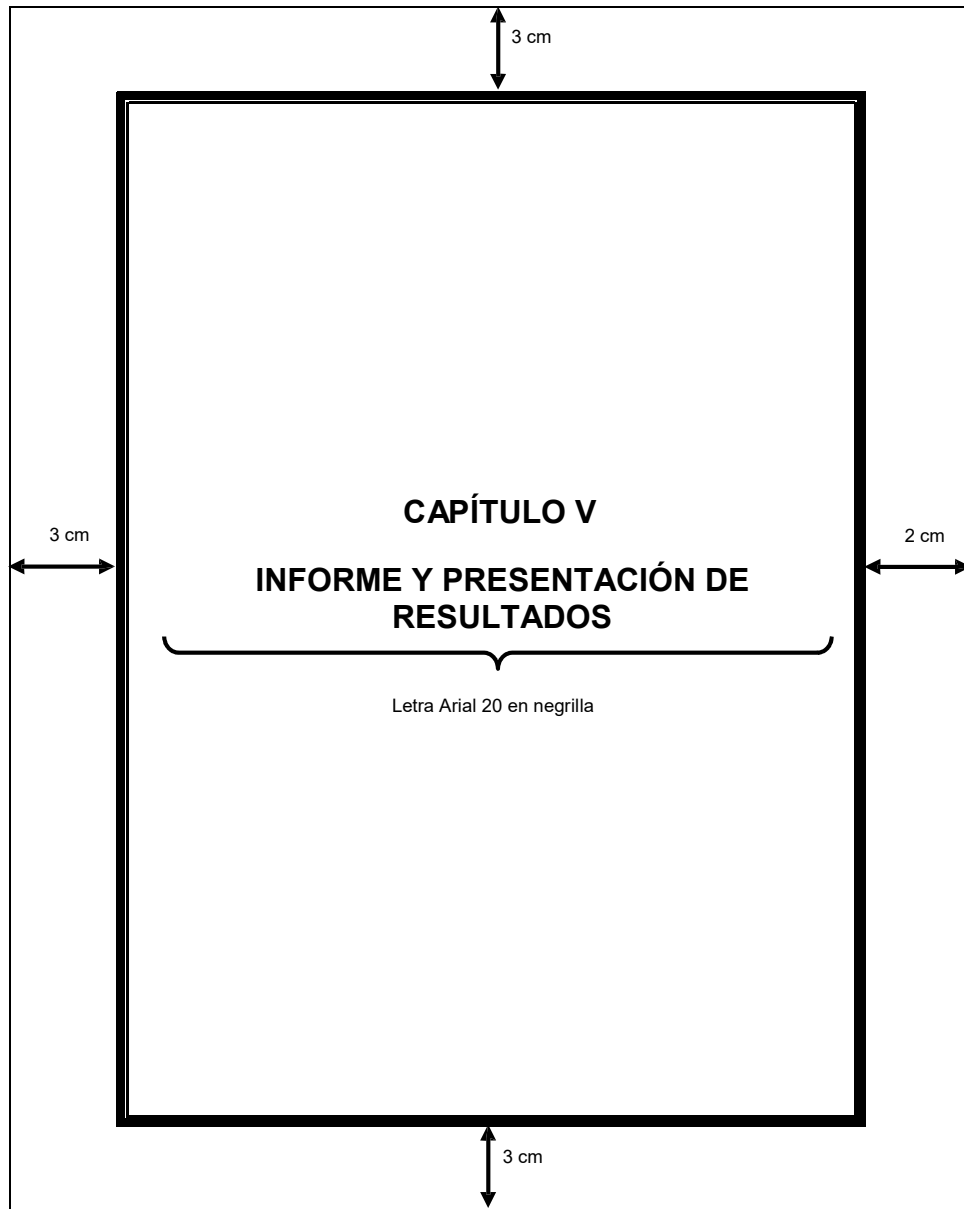 3 cm
CAPÍTULO V
3 cm
2 cm
INFORME Y PRESENTACIÓN DE
RESULTADOS
Letra Arial 20 en negrilla
3 cm